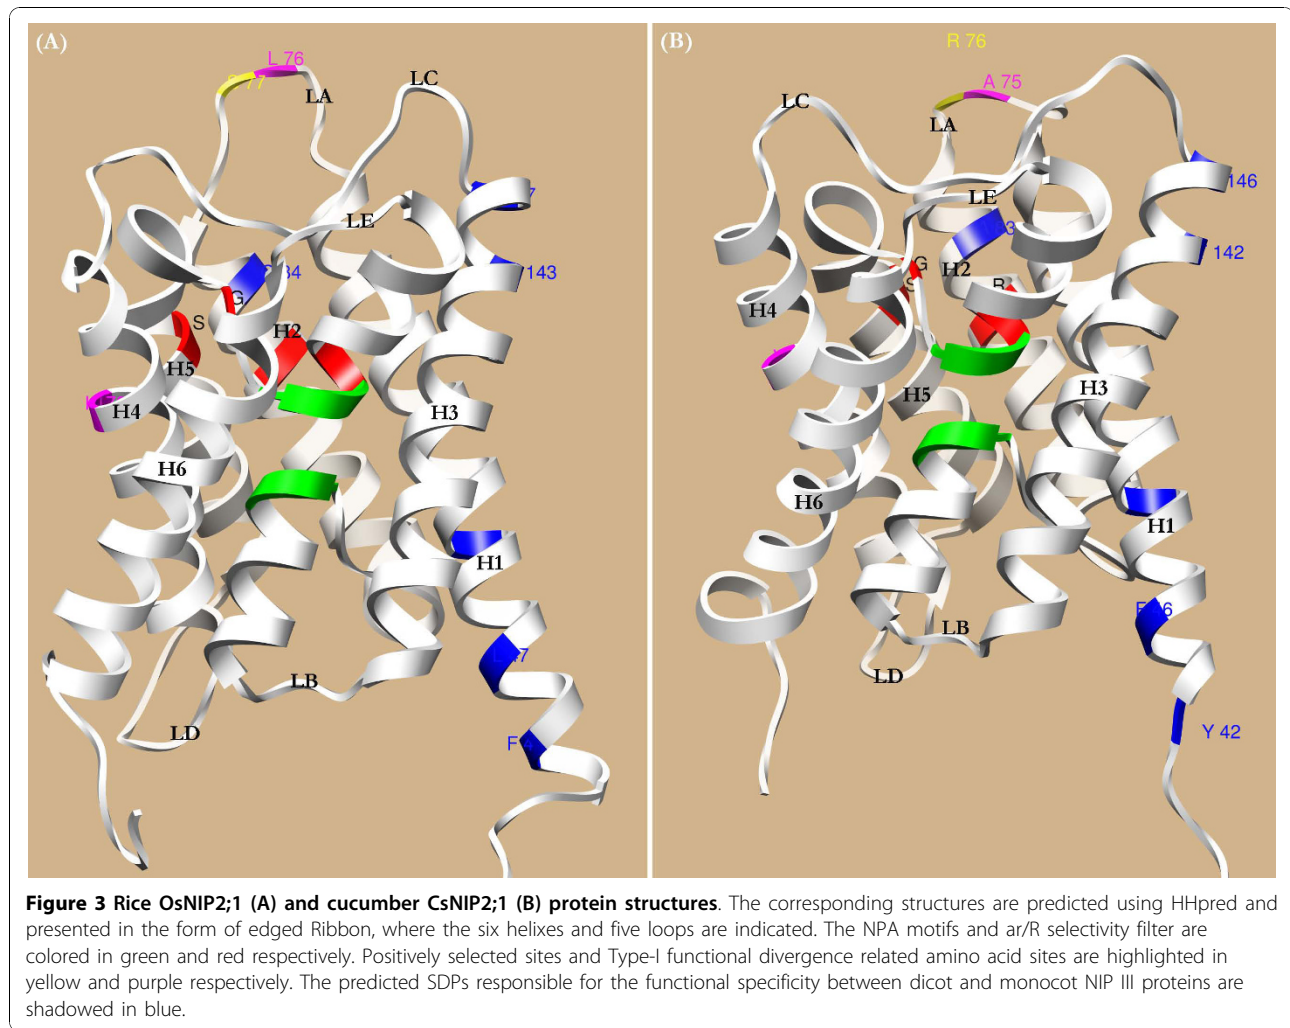 (A)
L 76
77
LA
LC
LE
84
G
S
H2
143
H5
H4
H3
H6
H1
L 47
F
LB
LD
(B)
R 76
A 75
LC
LA
LE
146
142
G
S
H2
R
H4
H5
H3
H6
H1
LB
LD
Y 42
Figure 3 Rice OsNIP2;1 (A) and cucumber CsNIP2;1 (B) protein structures. The corresponding structures are predicted using HHpred and
presented in the form of edged Ribbon, where the six helixes and five loops are indicated. The NPA motifs and ar/R selectivity filter are
colored in green and red respectively. Positively selected sites and Type-I functional divergence related amino acid sites are highlighted in
yellow and purple respectively. The predicted SDPs responsible for the functional specificity between dicot and monocot NIP III proteins are
shadowed in blue.